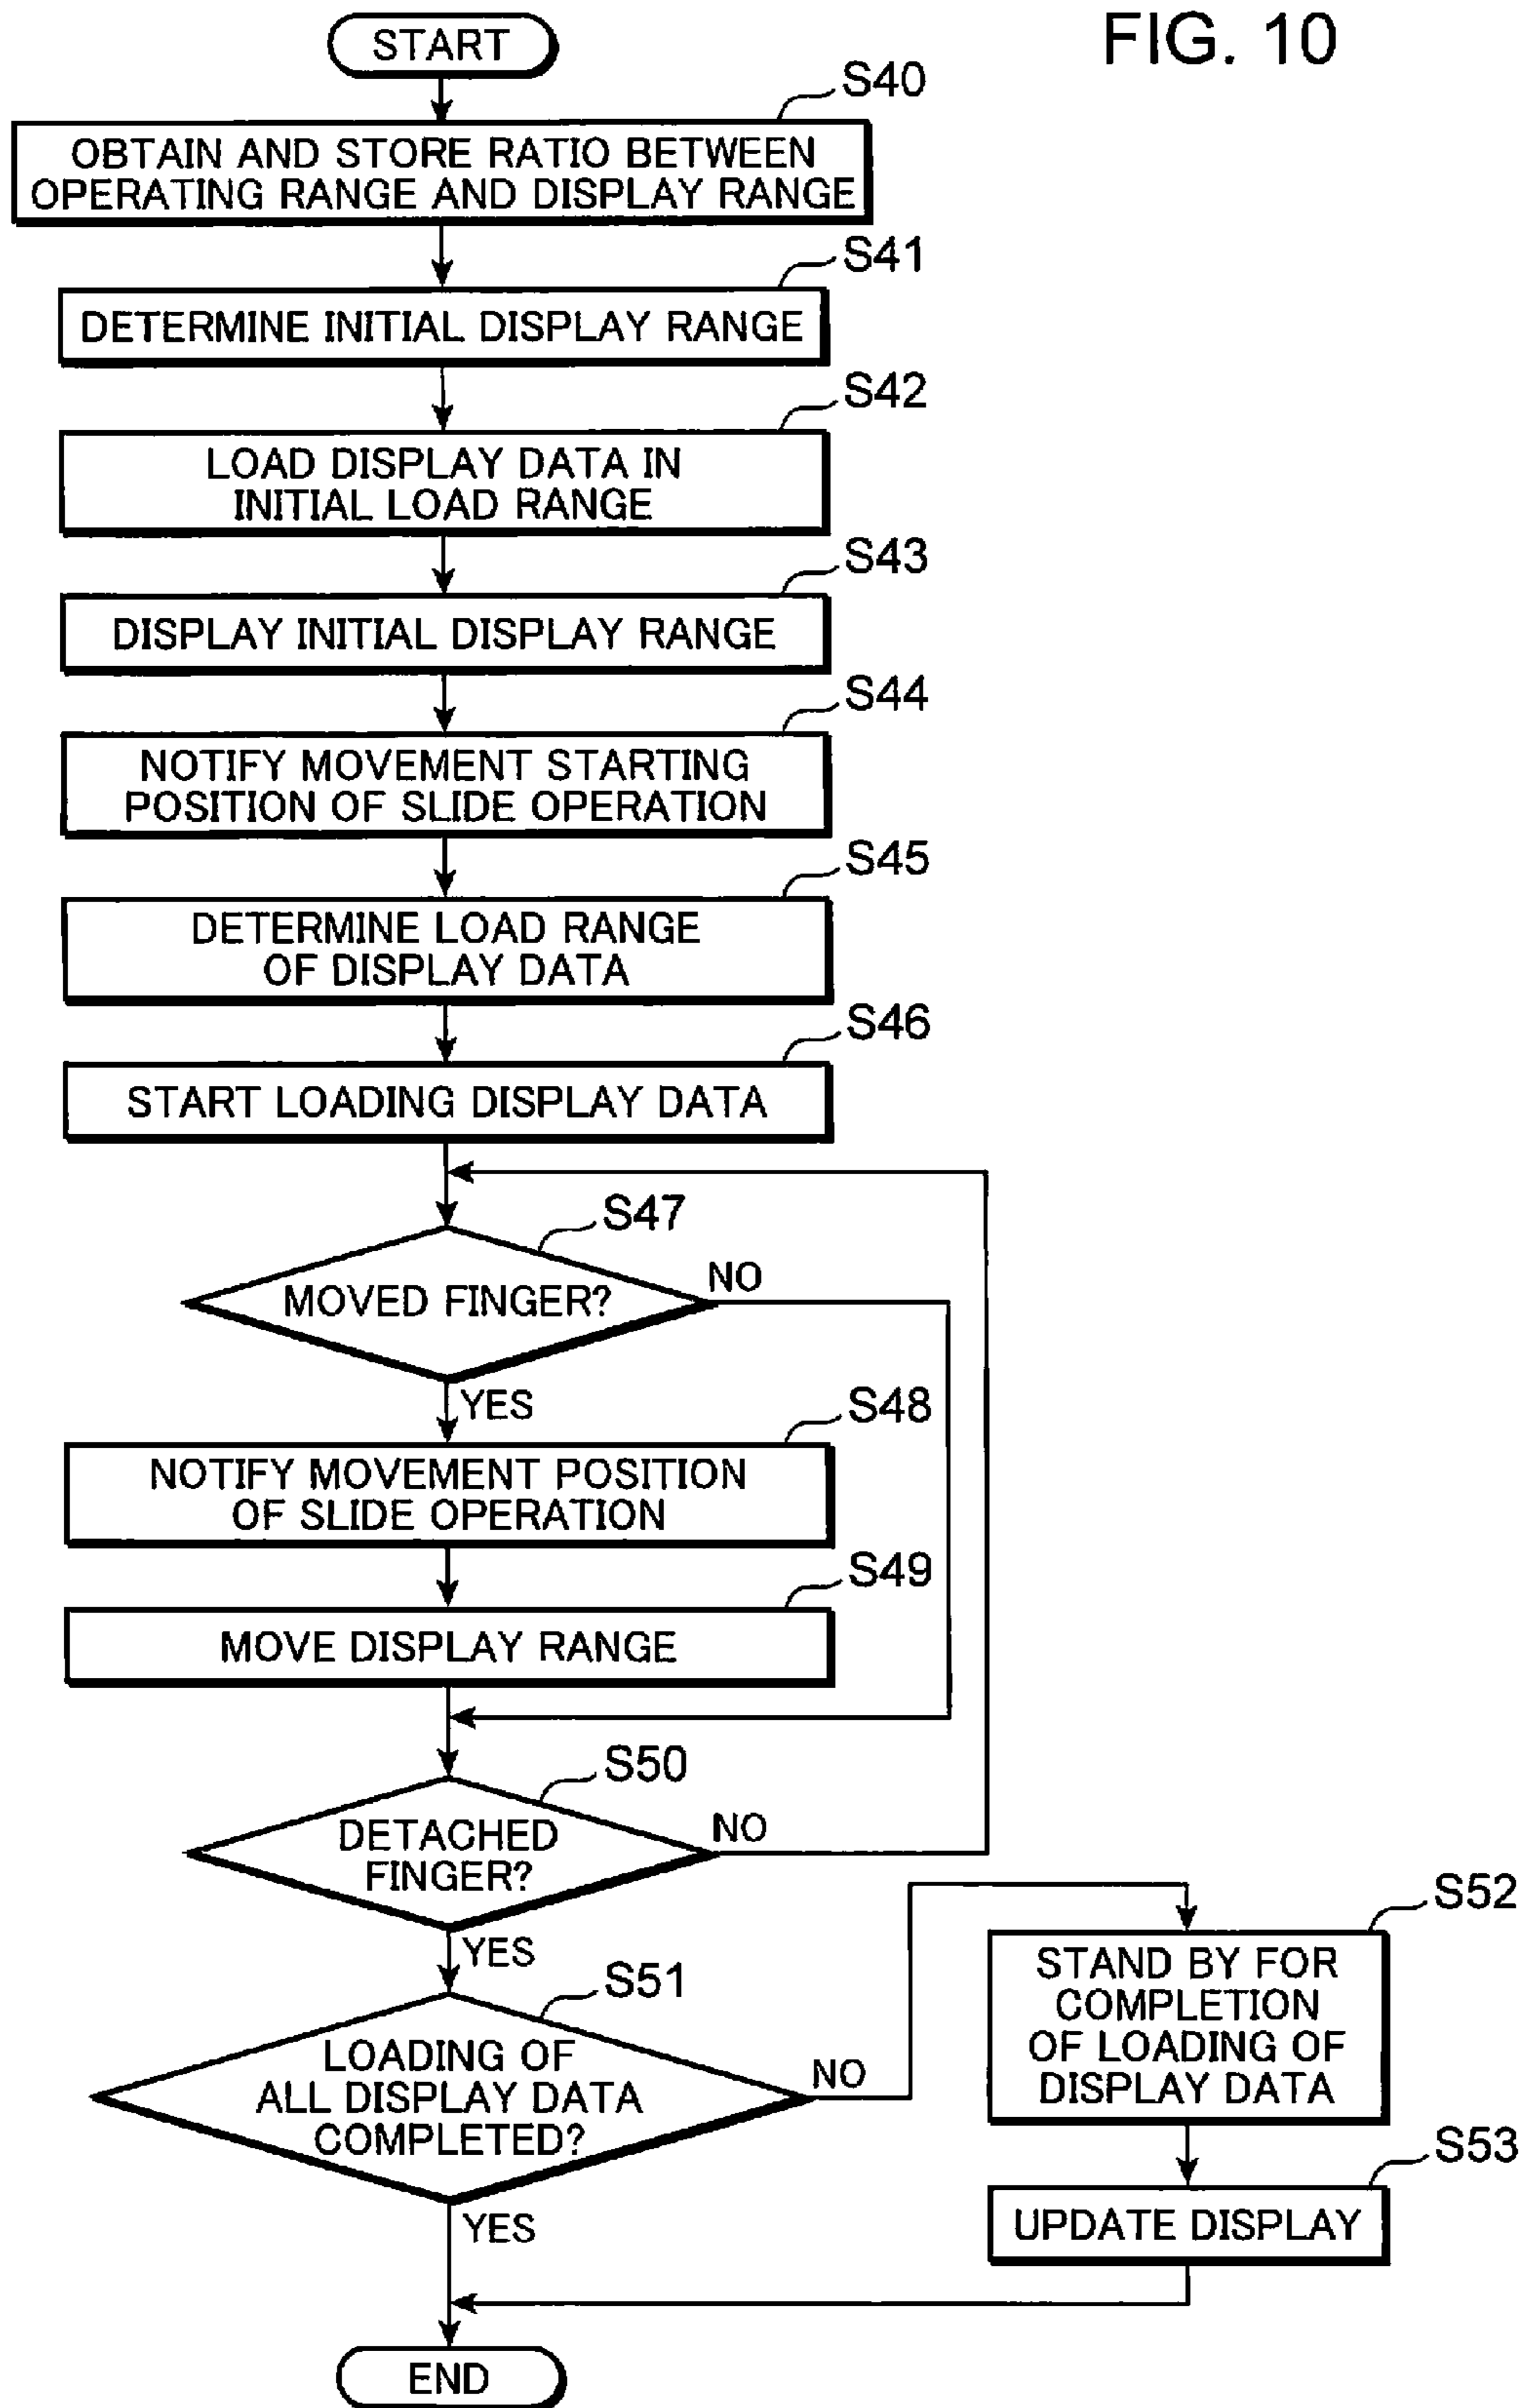 FIG. 10
START
S40
OBTAIN AND STORE RATIO BETWEEN
OPERATING RANGE AND DISPLAY RANGE
S41
DETERMINE INITIAL DISPLAY RANGE
S42
LOAD DISPLAY DATA IN
INITIAL LOAD RANGE
S43
DISPLAY INITIAL DISPLAY RANGE
S44
NOTIFY MOVEMENT STARTING
POSITION OF SLIDE OPERATION
S45
DETERMINE LOAD RANGE
OF DISPLAY DATA
S46
START LOADING DISPLAY DATA
S47
MOVED FINGER?
NO
YES
S48
NOTIFY MOVEMENT POSITION
OF SLIDE OPERATION
S49
MOVE DISPLAY RANGE
S50
DETACHED
FINGER?
NO
YES
S51
LOADING OF
ALL DISPLAY DATA
COMPLETED?
NO
YES
S52
STAND BY FOR
COMPLETION
OF LOADING OF
DISPLAY DATA
S53
UPDATE DISPLAY
END